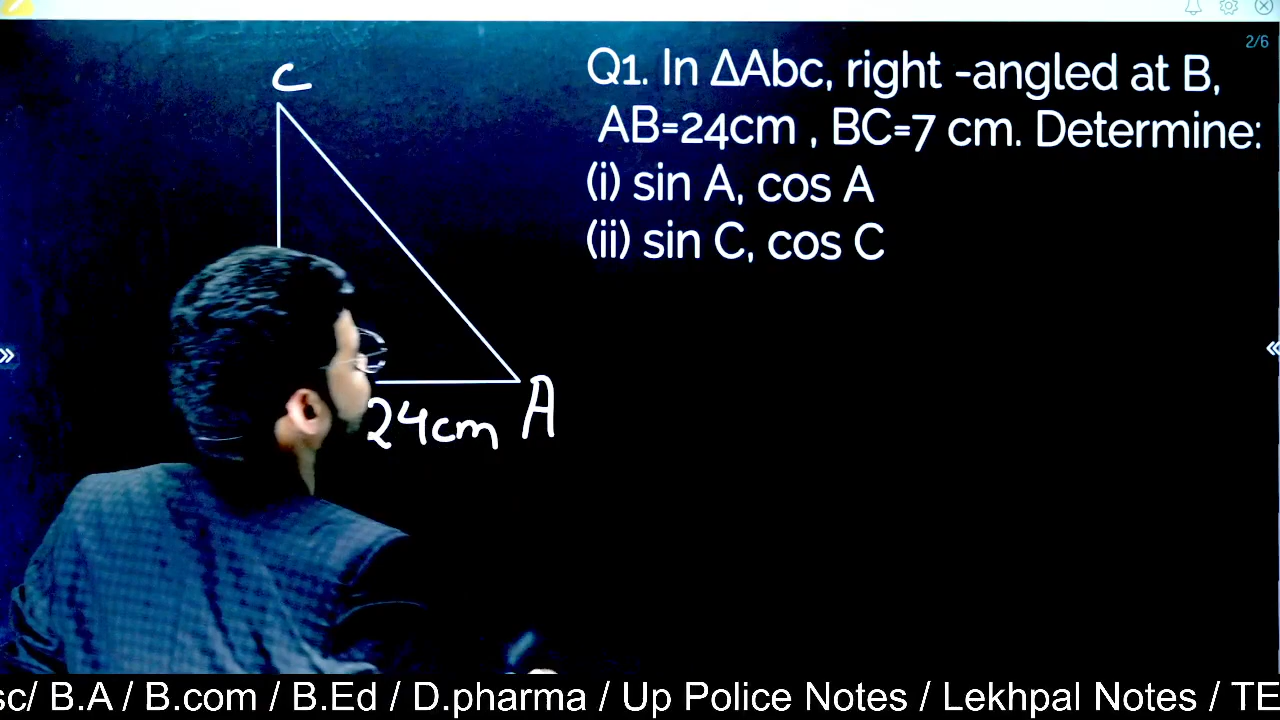 2/6
Q1. In ΔAbc, right -angled at B,
AB=24cm , BC=7 cm. Determine:
(i) sin A, cos A
(ii) sin C, cos C
C
24cm A
sc/ B.A / B.com / B.Ed / D.pharma / Up Police Notes / Lekhpal Notes / TE